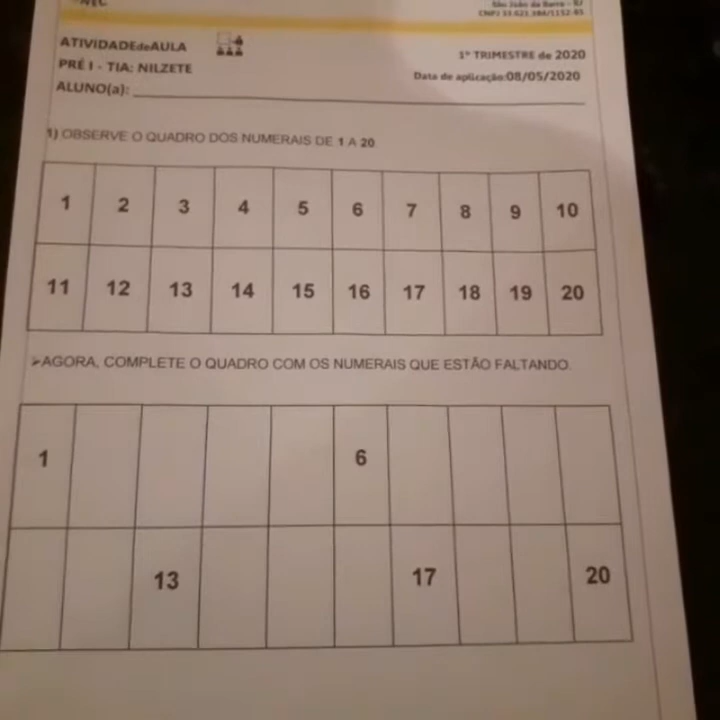 São João da Barra - RJ
ATIVIDADEdeAULA
1º TRIMESTRE de 2020
PRÉ I - TIA: NILZETE
Data de aplicação:08/05/2020
ALUNO(a):
1) OBSERVE O QUADRO DOS NUMERAIS DE 1 A 20
1 2 3 4 5 6 7 8 9 10
11 12 13 14 15 16 17 18 19 20
➢AGORA, COMPLETE O QUADRO COM OS NUMERAIS QUE ESTÃO FALTANDO.
1 6
13 17 20